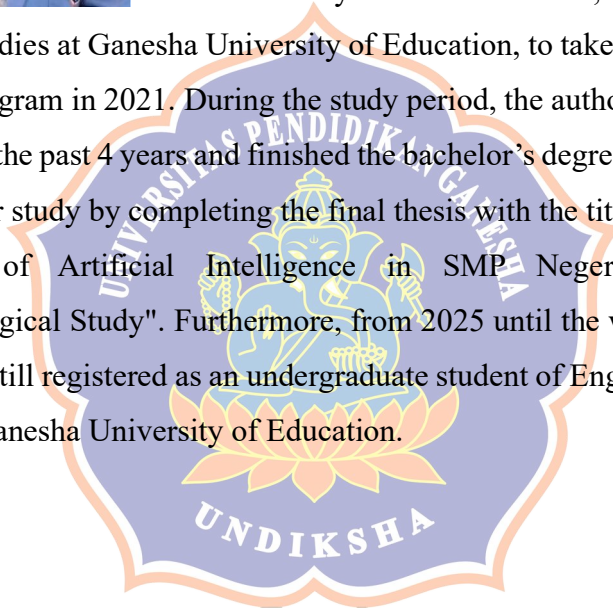 dies at Ganesha University of Education, to take
gram in 2021. During the study period, the autho
the past 4 years and finished the bachelor's degre
study by completing the final thesis with the tit
of Artificial Intelligence in SMP Neger
gical Study". Furthermore, from 2025 until the
till registered as an undergraduate student of Eng
anesha University of Education.
UNIVERSITAS PENDIDIKAN GANESHA
UNDIKSHA